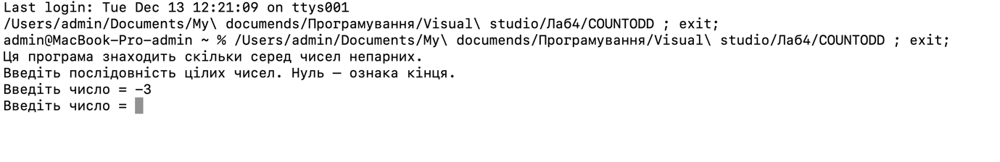 Last login: Tue Dec 13 12:21:09 on ttys001
/Users/admin/Documents/My\ documends/Програмування/Visual\ studio/Лаб4/COUNTODD ; exit;
admin@MacBook-Pro-admin ~ % /Users/admin/Documents/My\ documends/Програмування/Visual\ studio/Лаб4/COUNTODD ; exit;
Ця програма знаходить скільки серед чисел непарних.
Введіть послідовність цілих чисел. Нуль – ознака кінця.
Введіть число = -3
Введіть число =